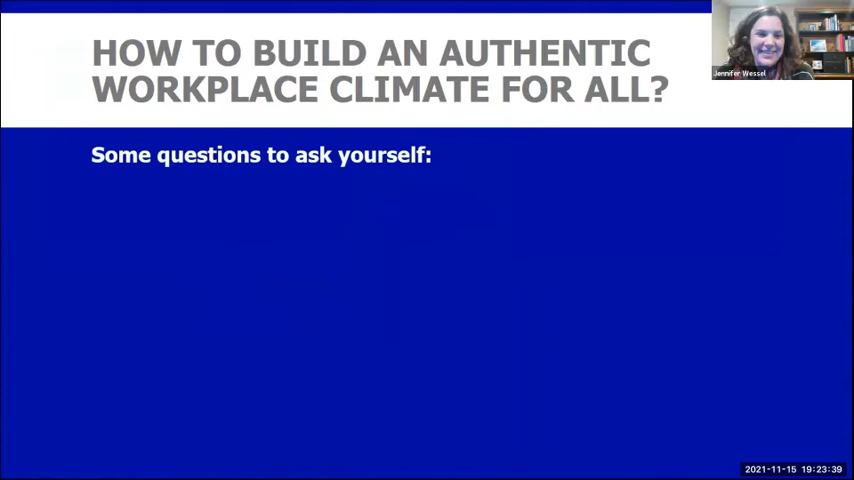 HOW TO BUILD AN AUTHENTIC
WORKPLACE CLIMATE FOR ALL?
Jennifer Wessel
Some questions to ask yourself:
2021-11-15 19:23:39